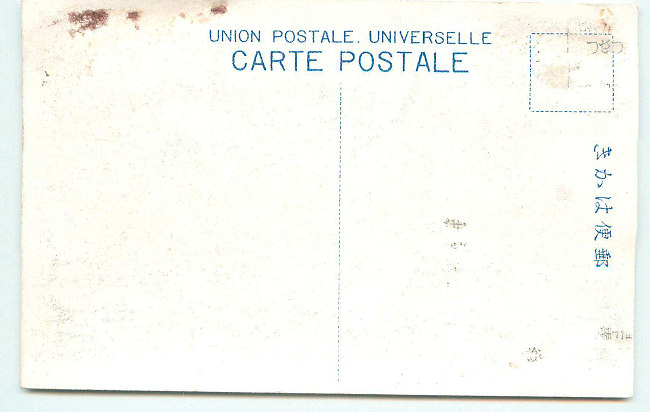 UNION POSTALE. UNIVERSELLE
CARTE POSTALE
郵便はかき